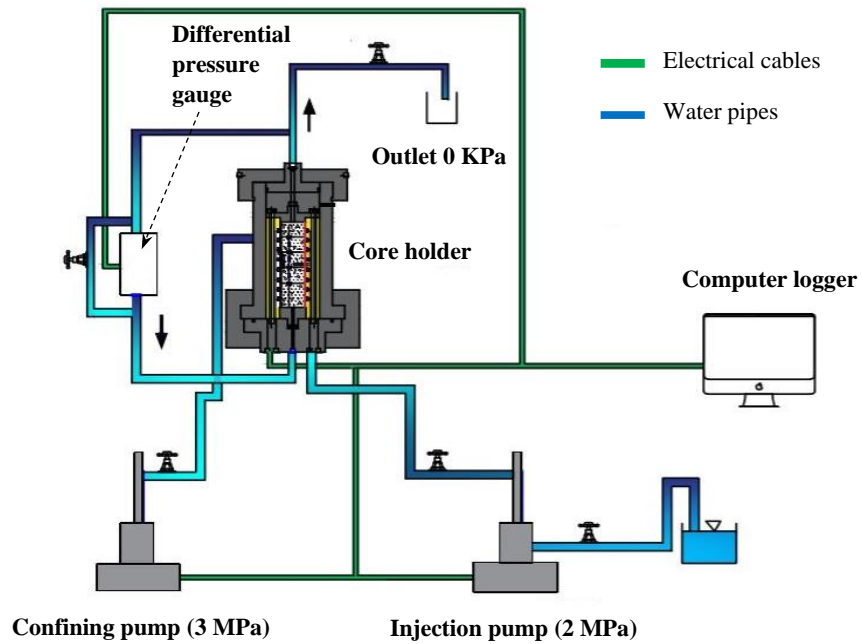 Differential
pressure
gauge
Electrical cables
Water pipes
Outlet 0 KPa
Core holder
Computer logger
Confining pump (3 MPa)
Injection pump (2 MPa)